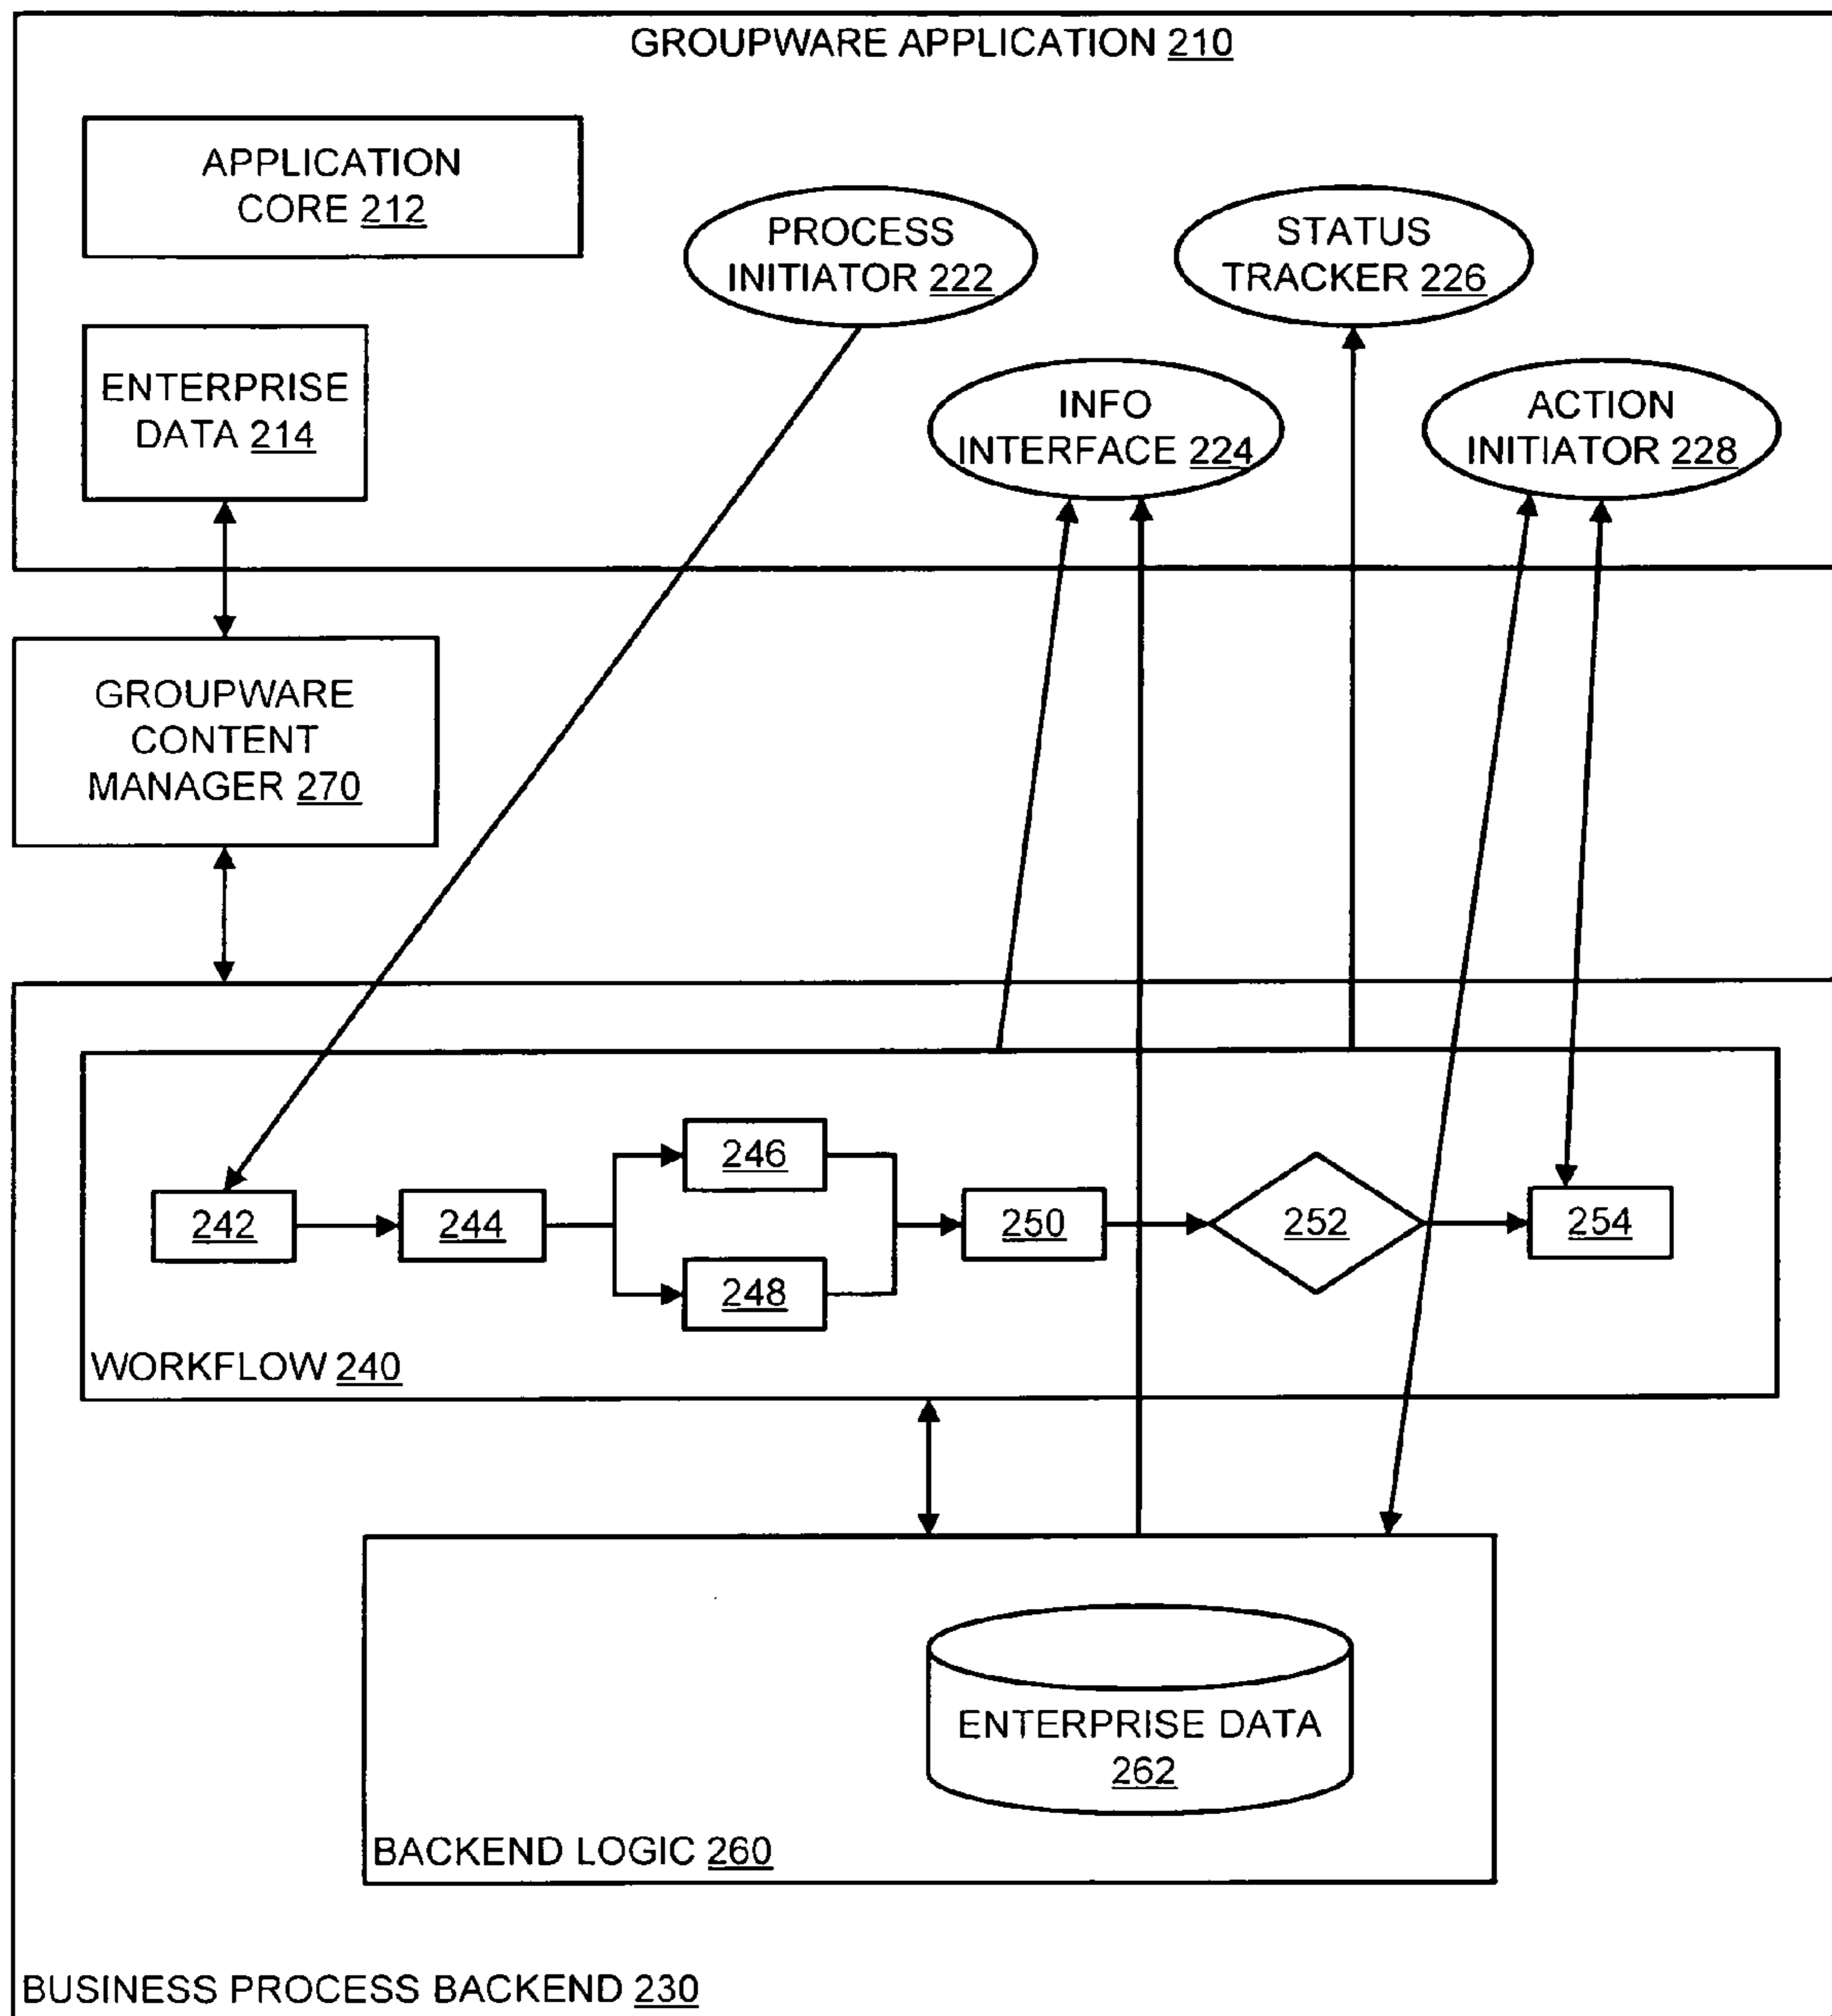 GROUPWARE APPLICATION 210
APPLICATION
CORE 212
PROCESS
INITIATOR 222
STATUS
TRACKER 226
ENTERPRISE
DATA 214
INFO
INTERFACE 224
ACTION
INITIATOR 228
GROUPWARE
CONTENT
MANAGER 270
242
244
246
248
250
252
254
WORKFLOW 240
ENTERPRISE DATA
262
BACKEND LOGIC 260
BUSINESS PROCESS BACKEND 230